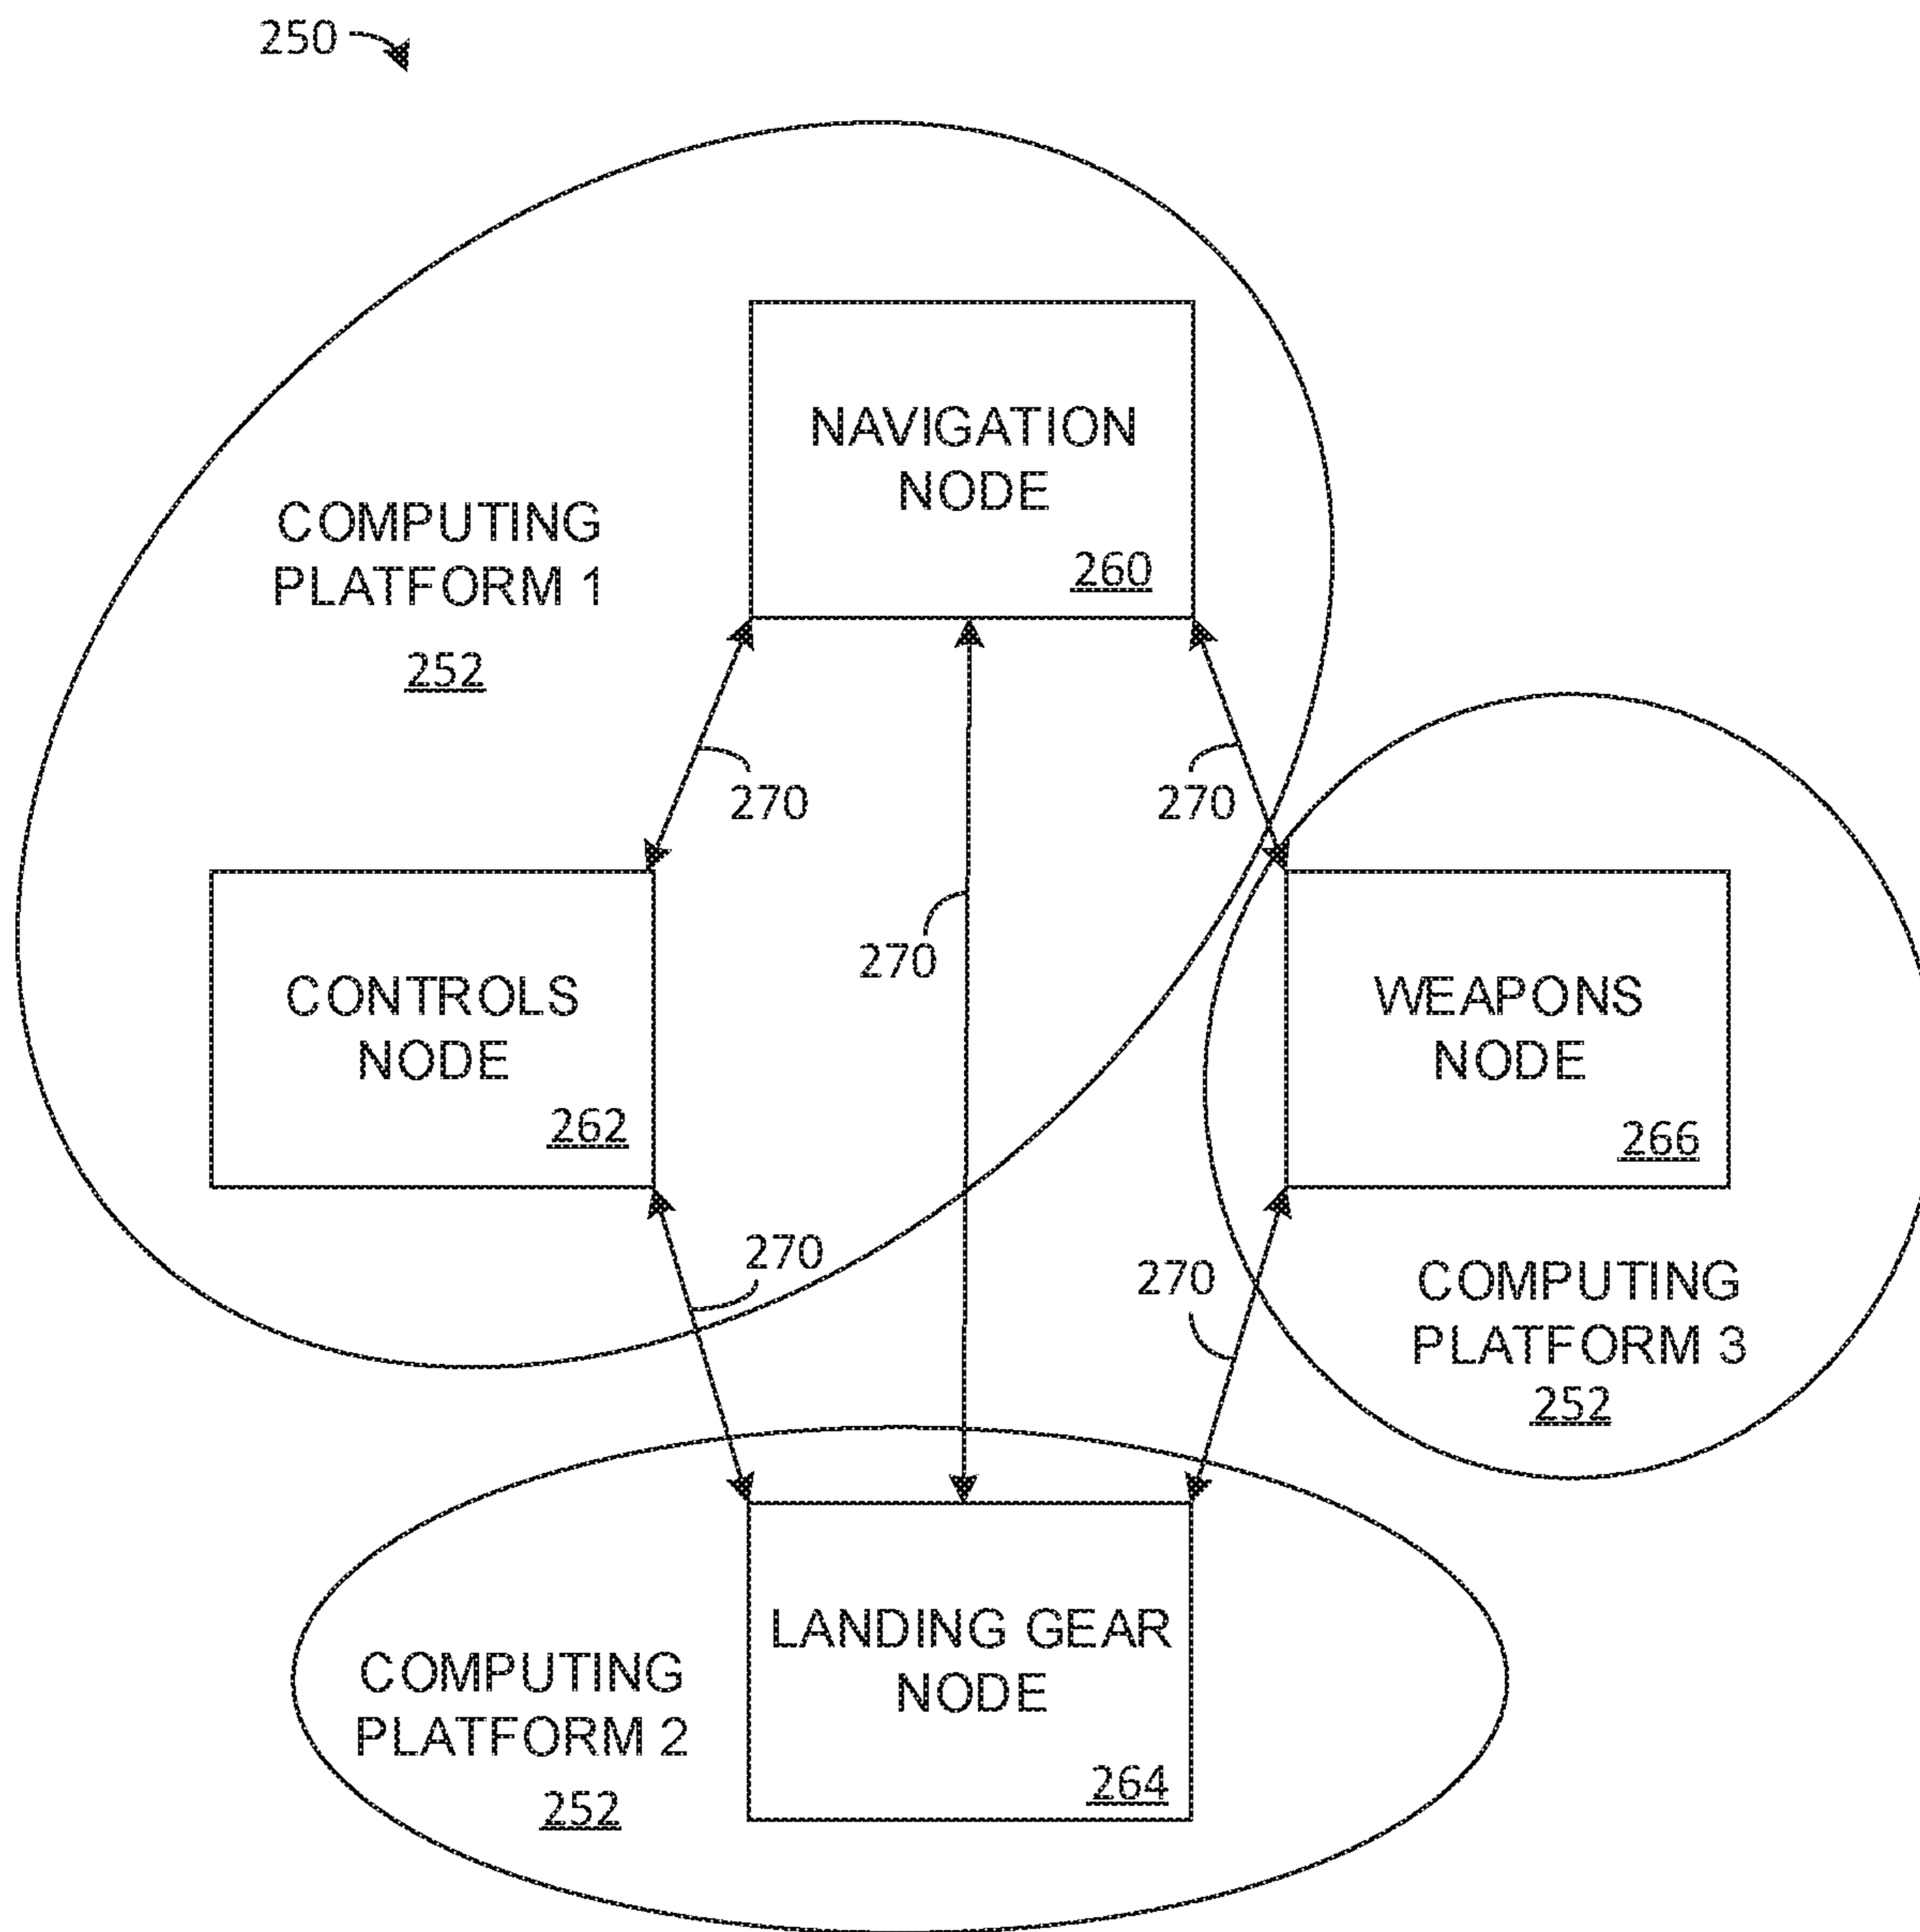 250
NAVIGATION
NODE
260
COMPUTING
PLATFORM 1
252
270
270
270
CONTROLS
NODE
262
WEAPONS
NODE
266
270
270
COMPUTING
PLATFORM 3
252
LANDING GEAR
NODE
264
COMPUTING
PLATFORM 2
252